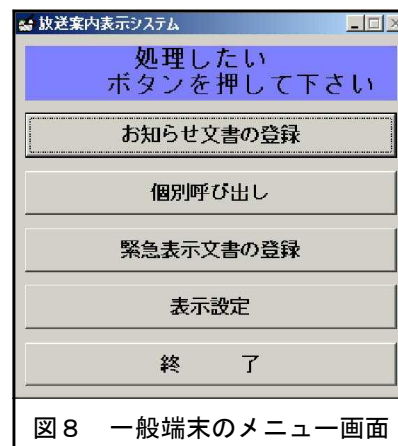 放送案内表示システム
処理したい
ボタンを押して下さい
お知らせ文書の登録
個別呼び出し
緊急表示文書の登録
表示設定
終　　了
図８　一般端末のメニュー画面